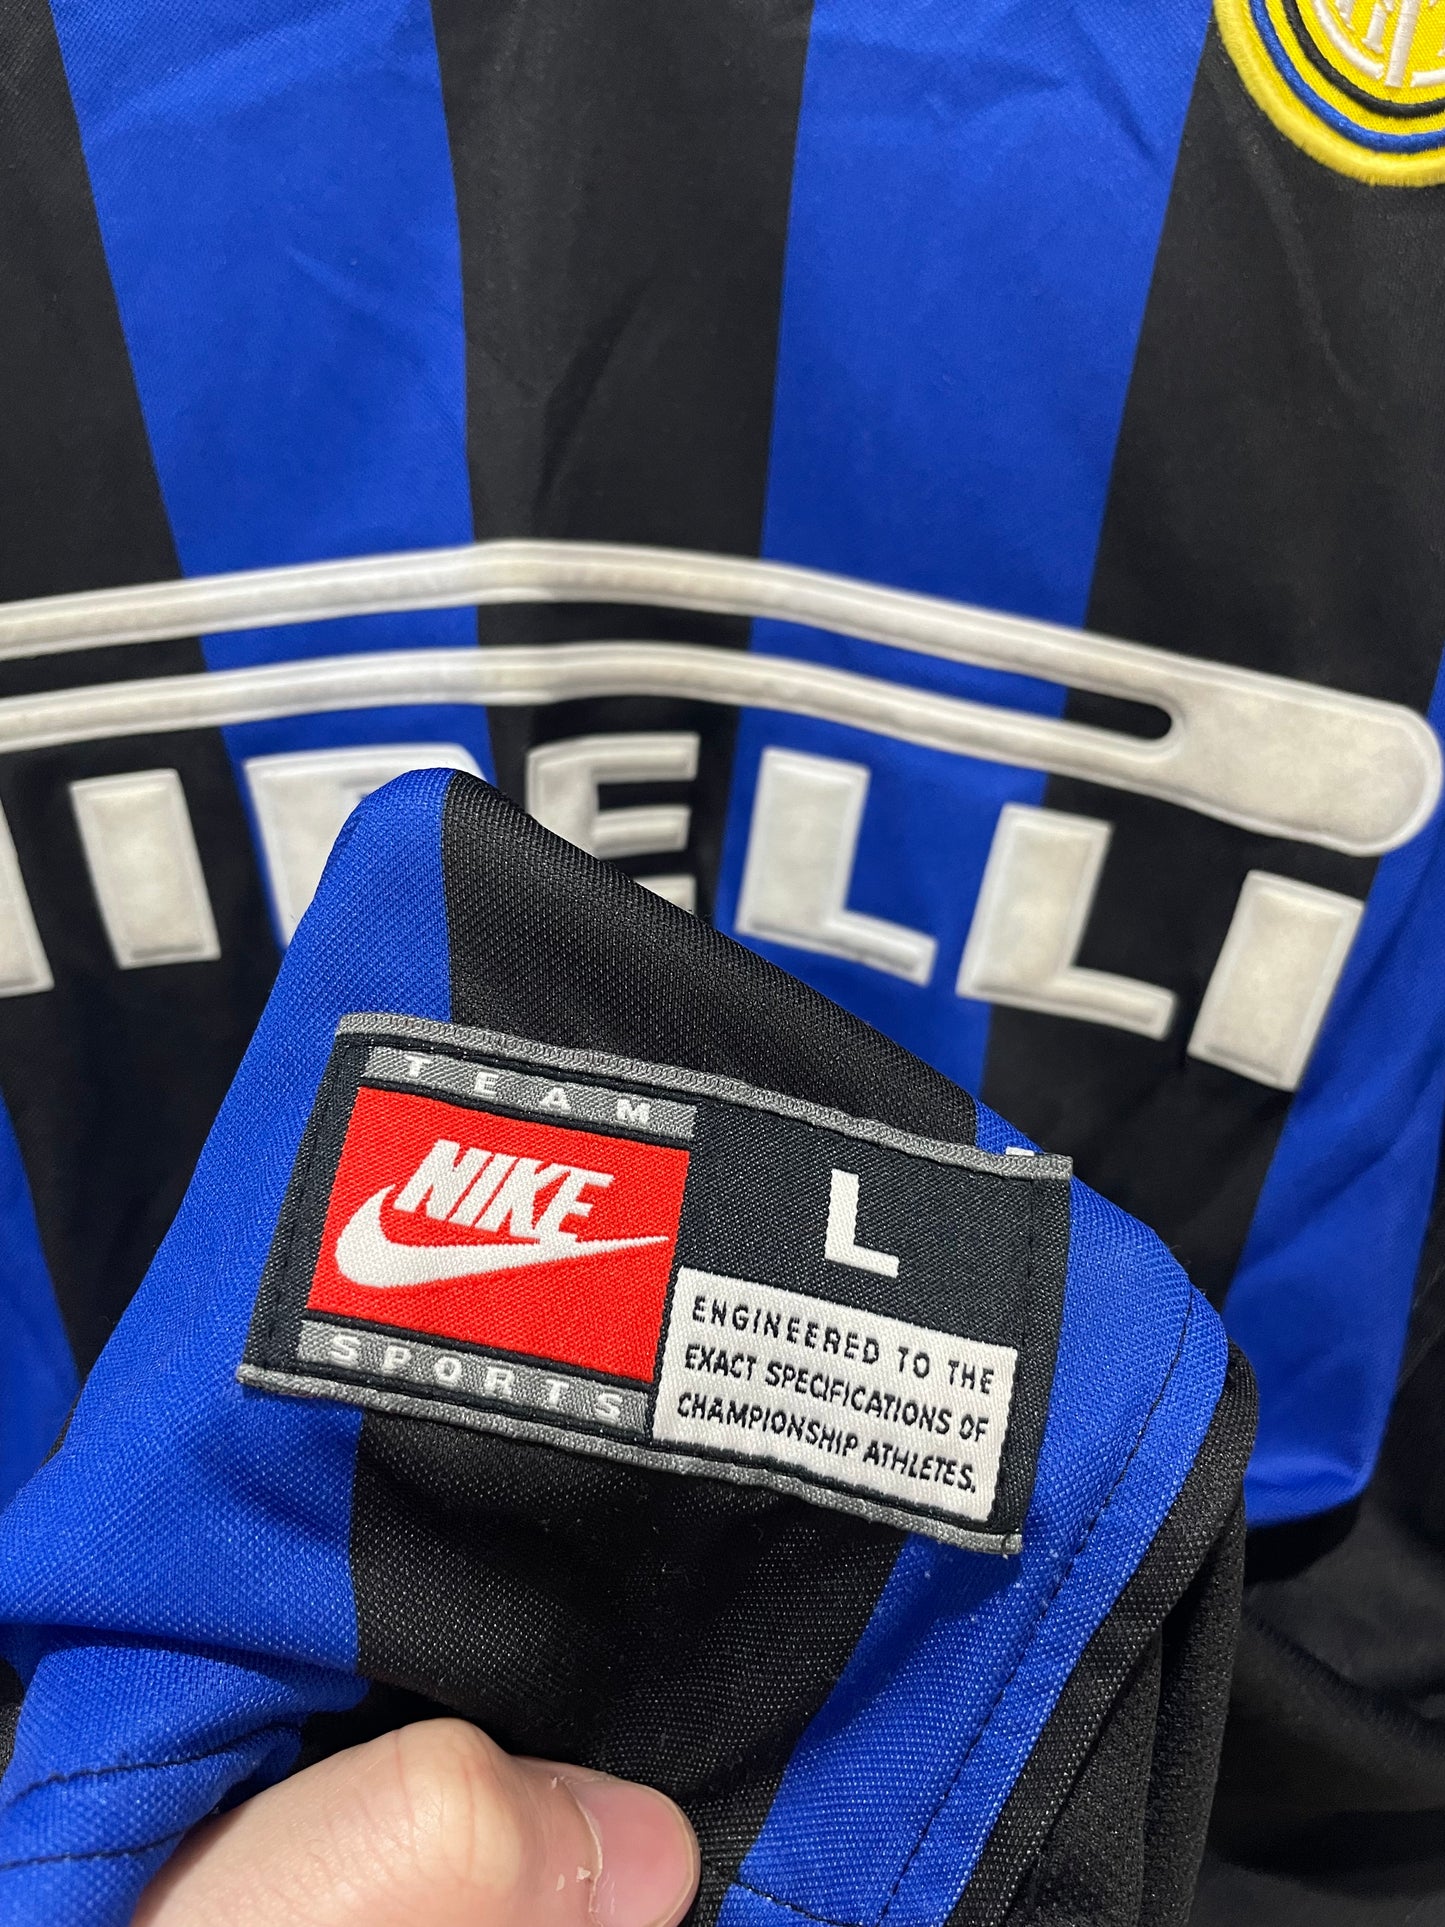 IRELLI
TEAM
NIKE
SPORTS
L
ENGINEERED TO THE
EXACT SPECIFICATIONS OF
CHAMPIONSHIP ATHLETES.